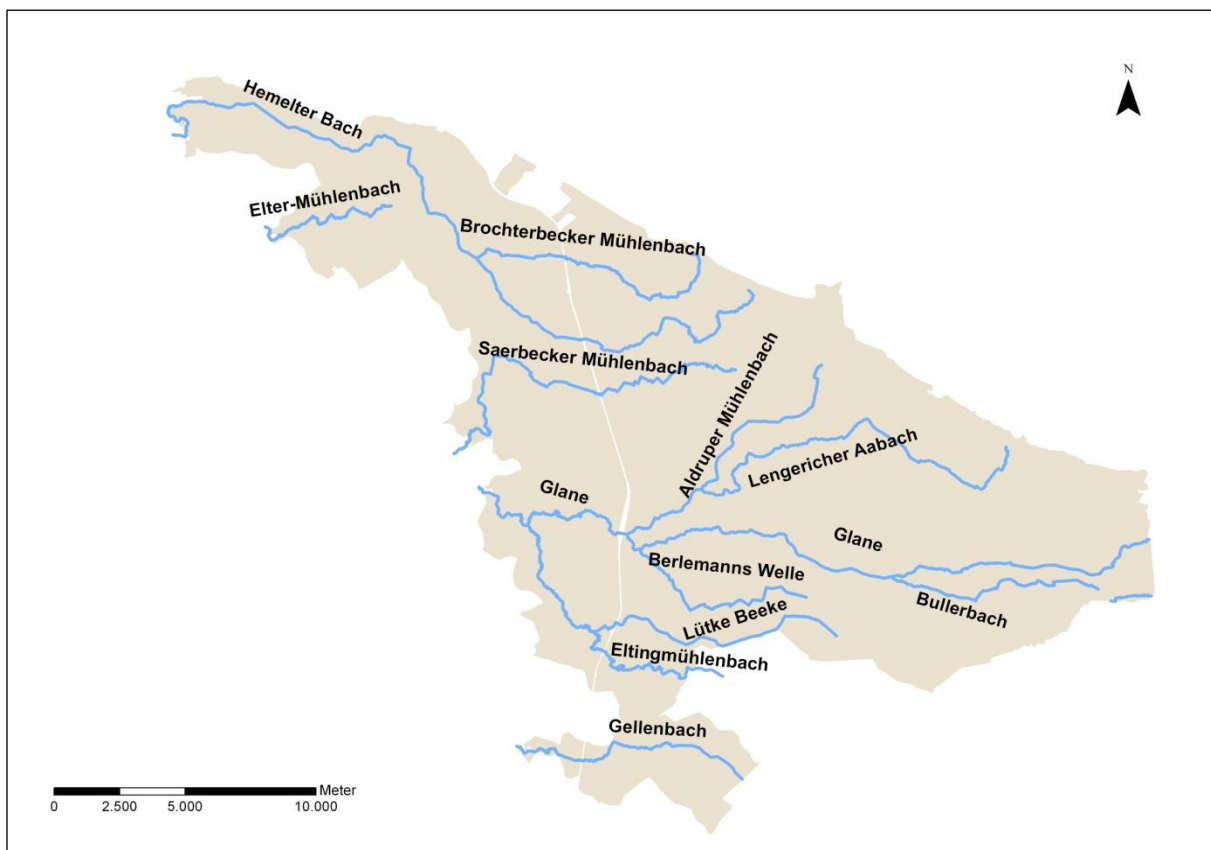 N
Hemelter Bach
Elter-Mühlenbach
Brochterbecker Mühlenbach
Saerbecker Mühlenbach
Aldruper Mühlenbach
Lengericher Aabach
Glane
Glane
Berlemanns Welle
Bullerbach
Lütke Beeke
Eltingmühlenbach
Gellenbach
Meter
0 2.500 5.000 10.000